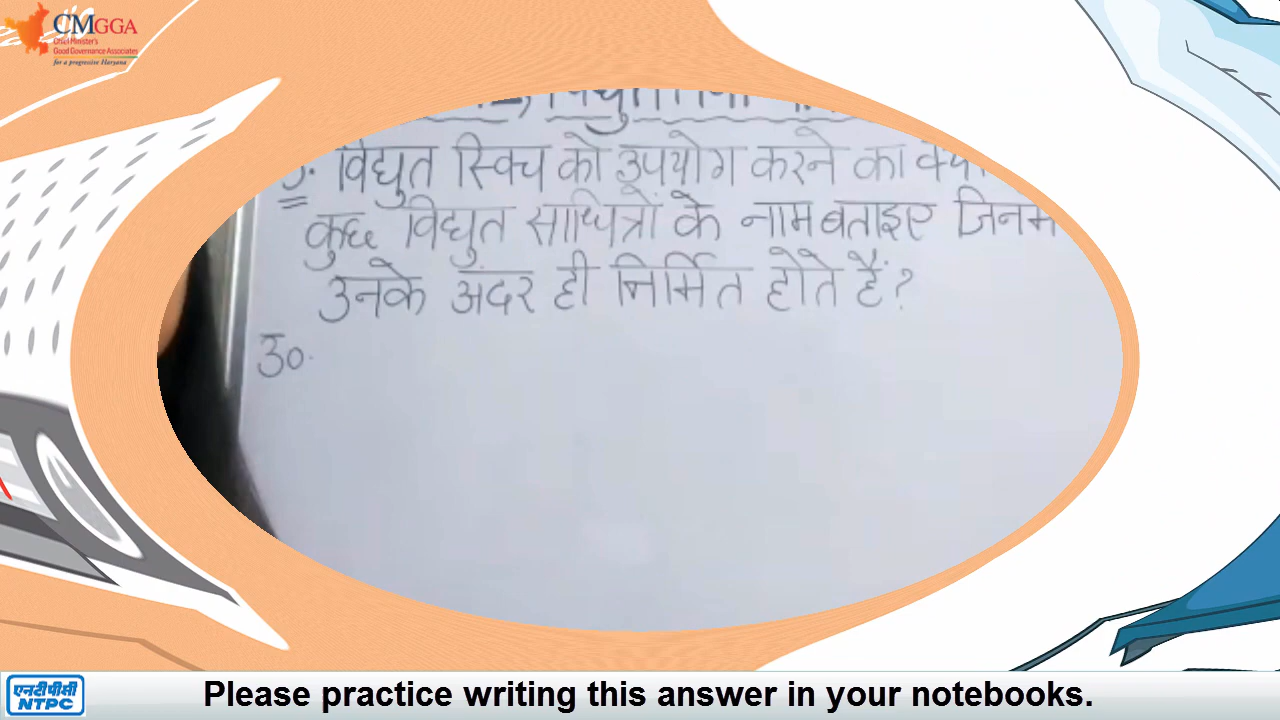 CMGGA
Chief Minister's
Good Governance Associates
for a progressive Haryana
विद्युत स्विच को उपयोग करने का
कुछ विद्युत साधित्रों के नाम बताइए
उनके अंदर ही निर्मित होते हैं?
उ०.
एनटीपीसी
NTPC
Please practice writing this answer in your notebooks.